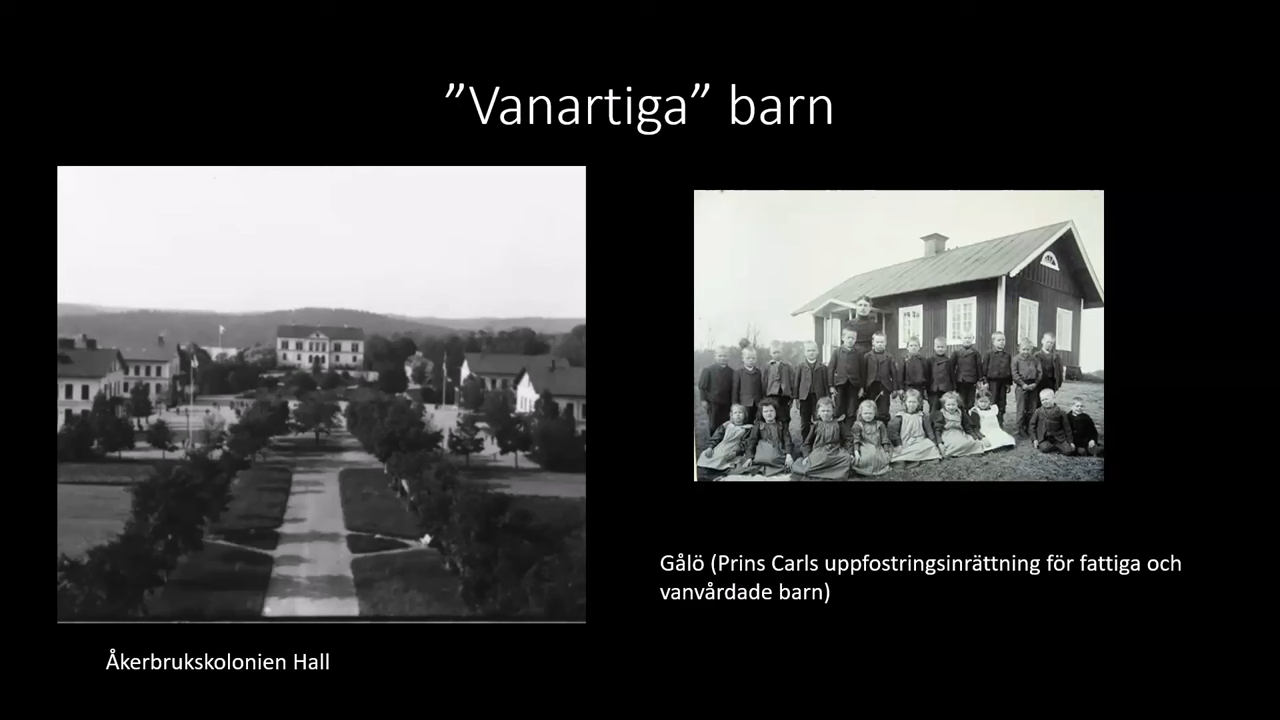 ”Vanartiga” barn
Gålö (Prins Carls uppfostringsinrättning för fattiga och
vanvårdade barn)
Åkerbrukskolonien Hall